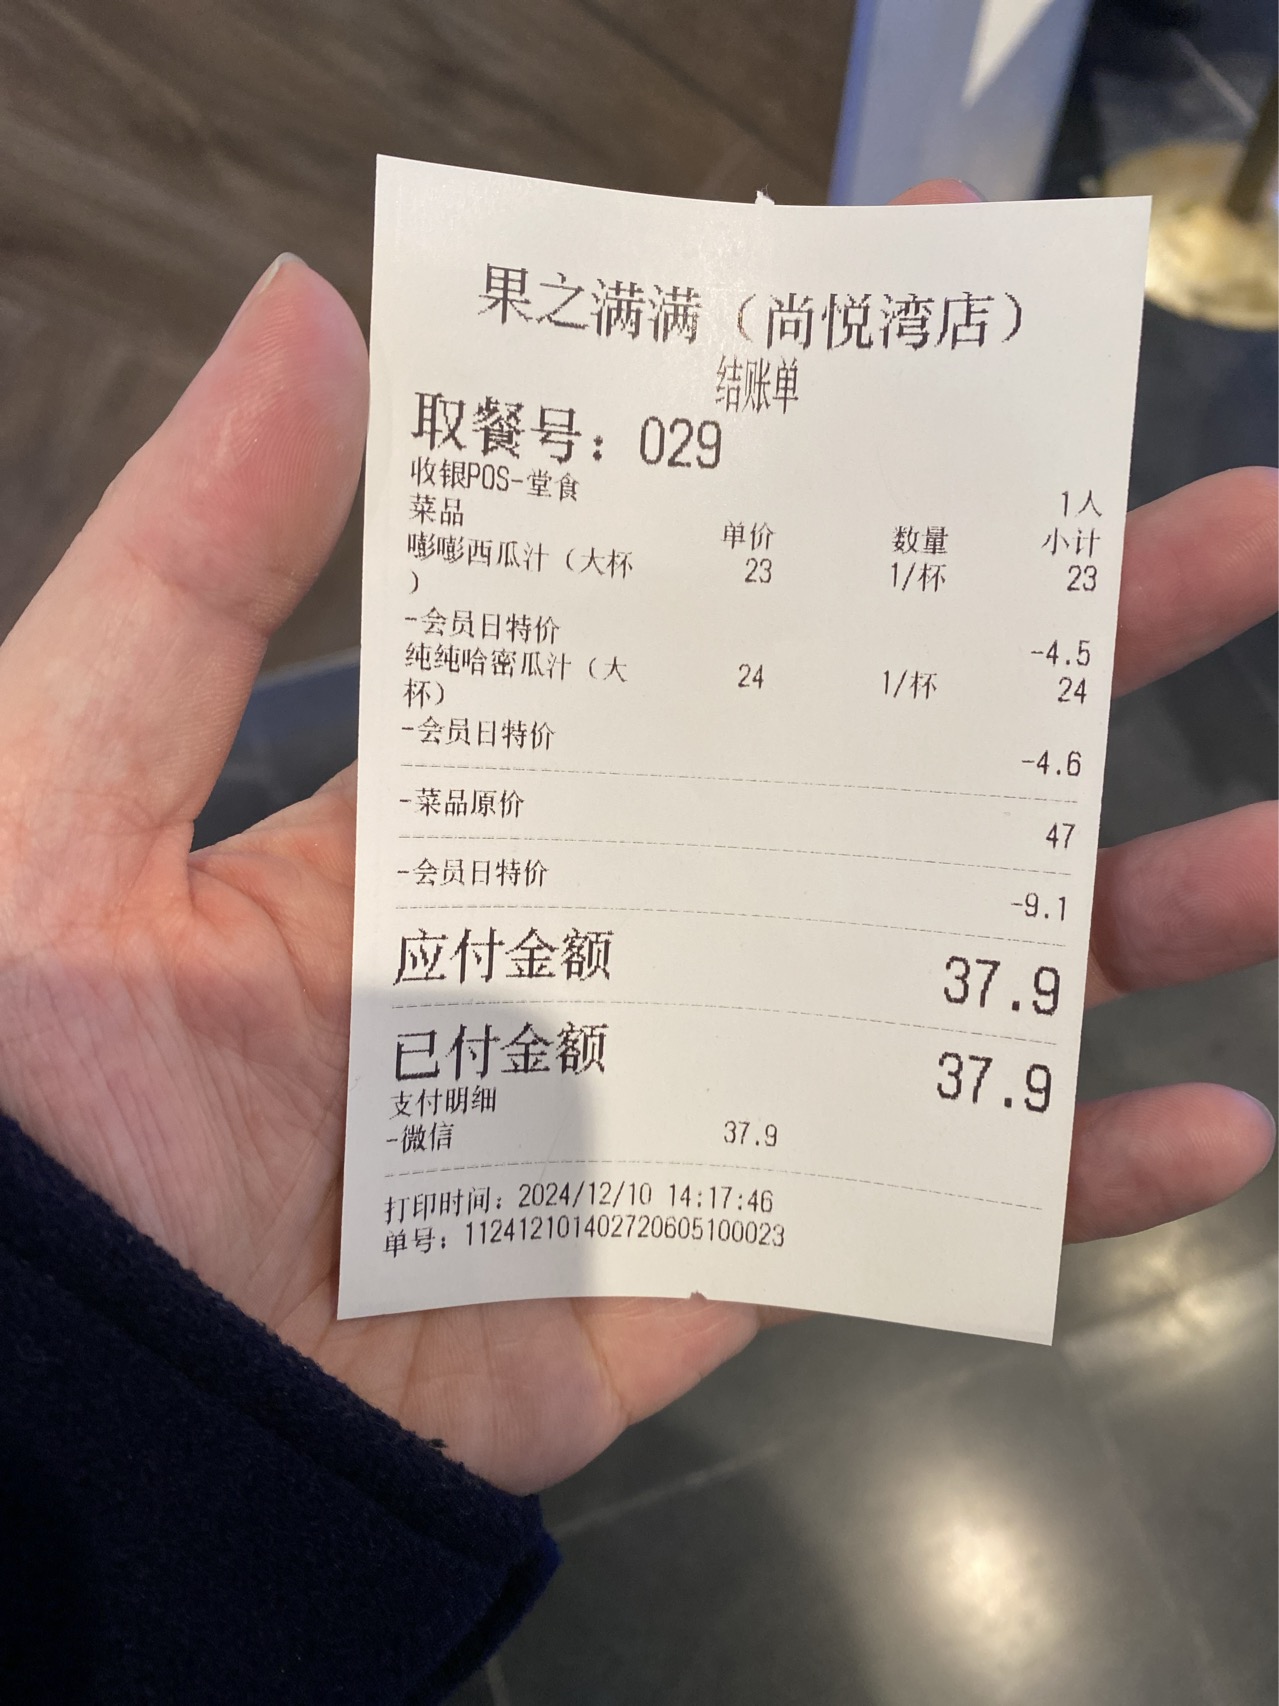 果之满满（尚悦湾店）
结账单
取餐号：029
收银POS-堂食 1人
菜品 单价 数量 小计
嘭嘭西瓜汁（大杯 23 1/杯 23
）
-会员日特价 -4.5
纯纯哈密瓜汁（大 24 1/杯 24
杯）
-会员日特价 -4.6
-菜品原价 47
-会员日特价 -9.1
应付金额 37.9
已付金额 37.9
支付明细
-微信 37.9
打印时间：2024/12/10 14:17:46
单号：112412101402720605100023